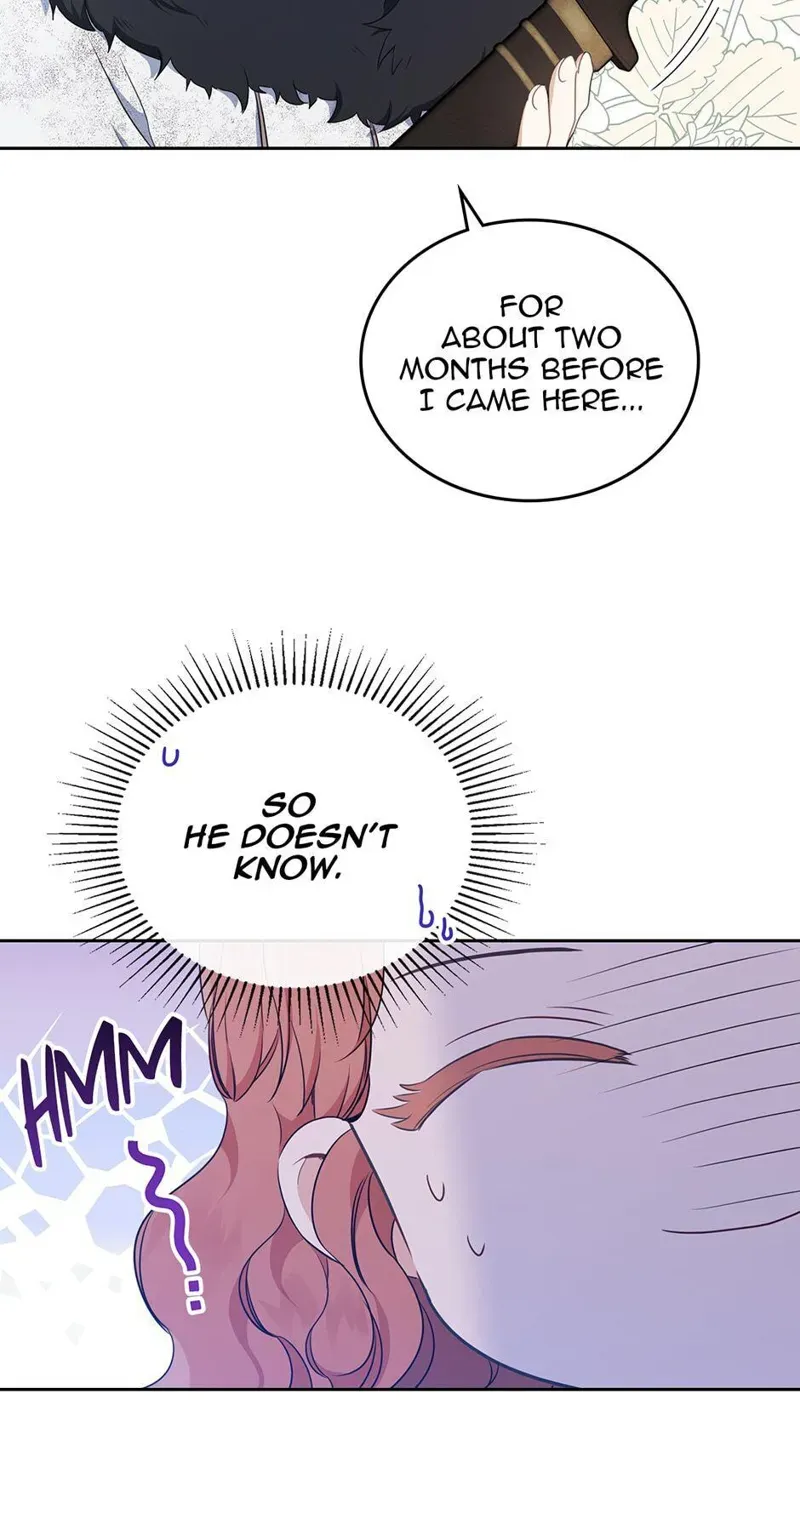 FOR
ABOUT TWO
MONTHS BEFORE
I CAME HERE...
SO
HE DOESN'T
KNOW.
HMM